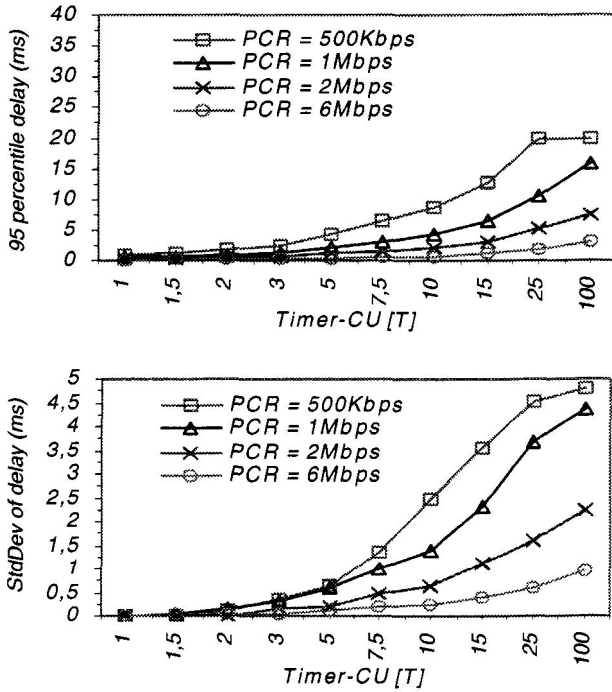 40
35
30
25
20
15
10
5
0
95 percentile delay (ms)
PCR = 500Kbps
PCR = 1Mbps
PCR = 2Mbps
PCR = 6Mbps
1 1,5 2 3 5 7,5 10 15 25 100
Timer-CU [T]
5
4,5
4
3,5
3
2,5
2
1,5
1
0,5
0
StdDev of delay (ms)
PCR = 500Kbps
PCR = 1Mbps
PCR = 2Mbps
PCR = 6Mbps
1 1,5 2 3 5 7,5 10 15 25 100
Timer-CU [T]